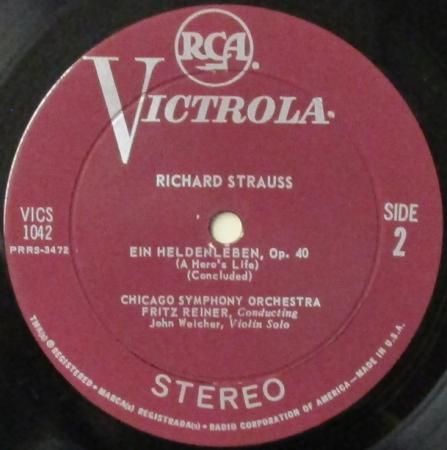 RCA
VICTROLA
RICHARD STRAUSS
VICS
1042
PRRS-3472
SIDE
2
EIN HELDENLEBEN, Op. 40
(A Hero's Life)
(Concluded)
CHICAGO SYMPHONY ORCHESTRA
FRITZ REINER, Conducting
John Weicher, Violin Solo
STEREO
TMK(s) ® REGISTERED • MARCA(s) REGISTRADA(s) • RADIO CORPORATION OF AMERICA—MADE IN U.S.A.